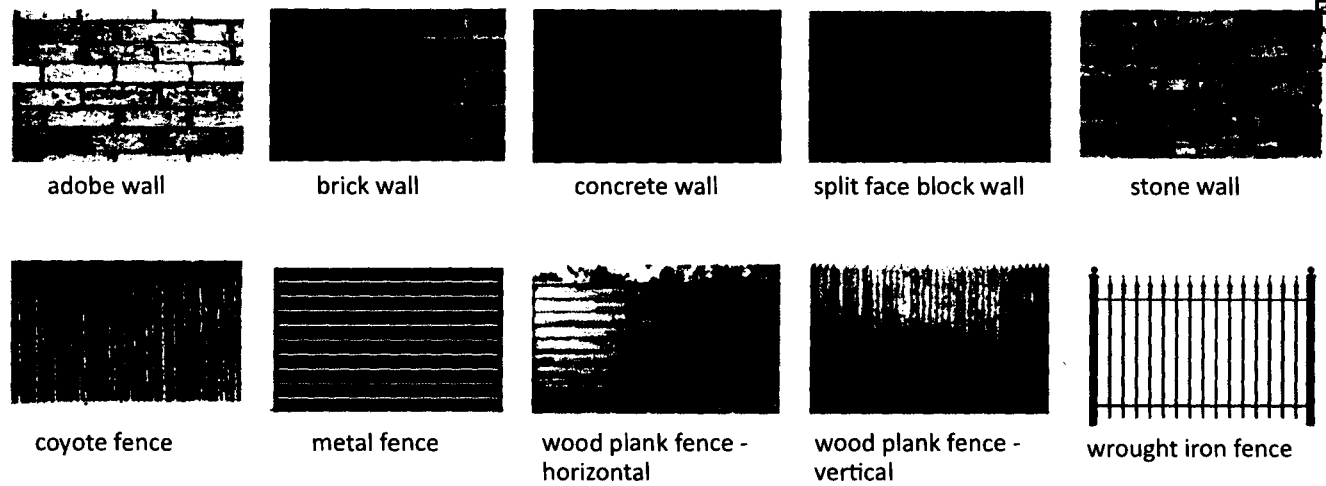 adobe wall
brick wall
concrete wall
split face block wall
stone wall
coyote fence
metal fence
wood plank fence -
horizontal
wood plank fence -
vertical
wrought iron fence